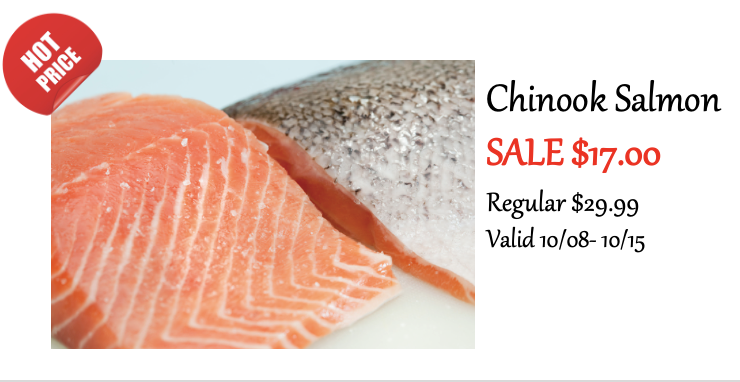 HOT
PRICE
Chinook Salmon
SALE $17.00
Regular $29.99
Valid 10/08- 10/15